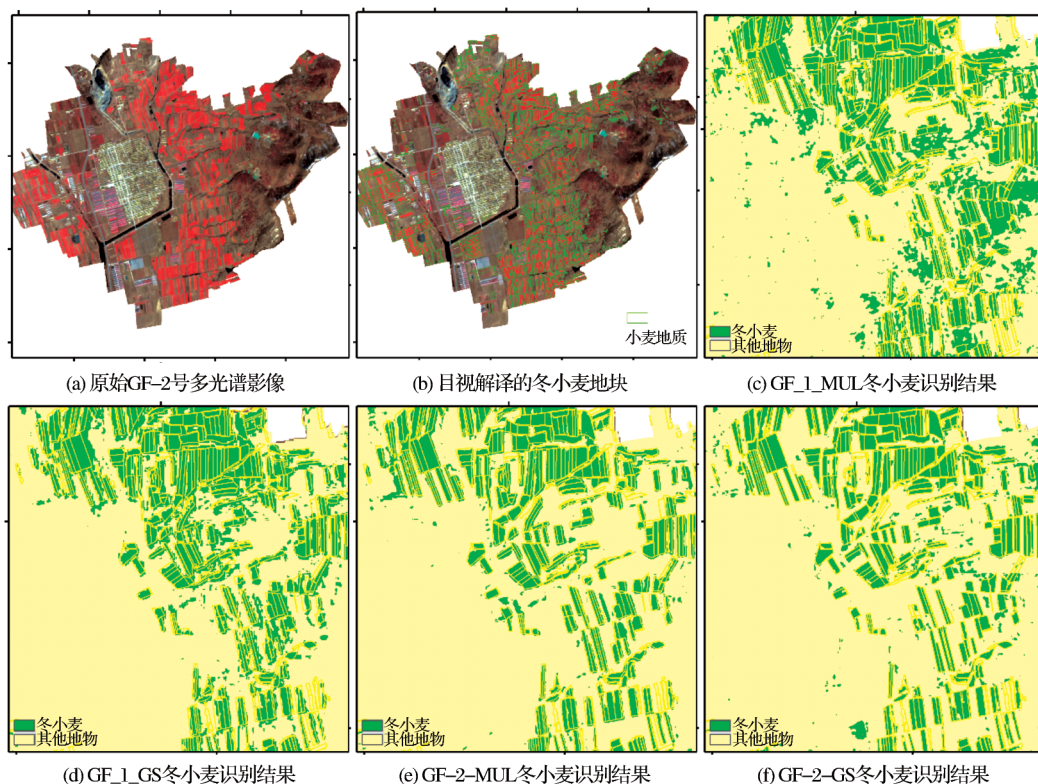 小麦地质
冬小麦
其他地物
(a) 原始GF–2号多光谱影像
(b) 目视解译的冬小麦地块
(c) GF_1_MUL冬小麦识别结果
冬小麦
其他地物
冬小麦
其他地物
冬小麦
其他地物
(d) GF_1_GS冬小麦识别结果
(e) GF–2–MUL冬小麦识别结果
(f) GF–2–GS冬小麦识别结果